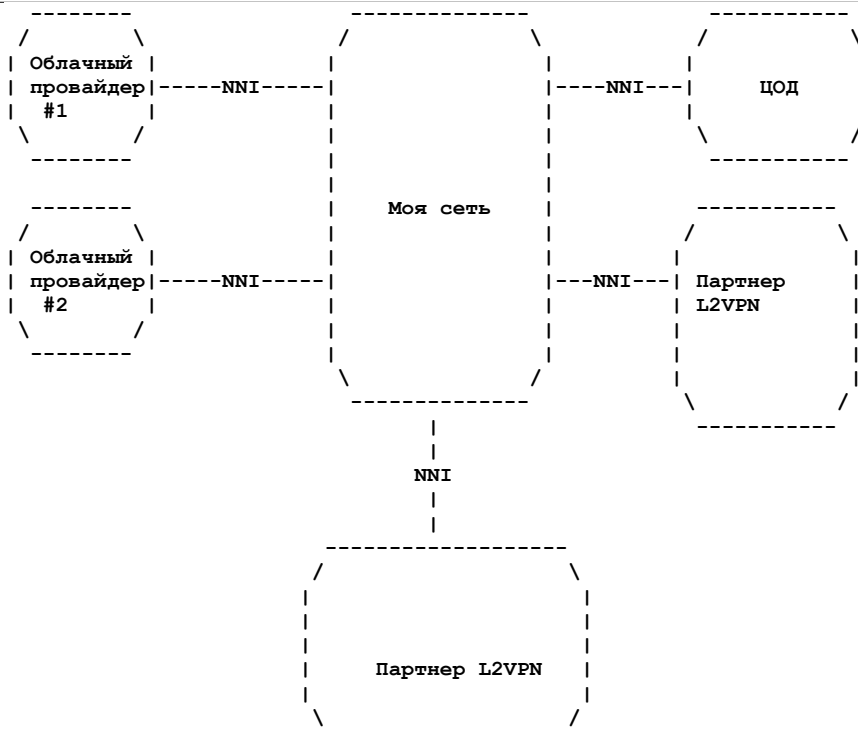 Облачный
провайдер
#1
NNI
NNI
ЦОД
Моя сеть
Облачный
провайдер
#2
NNI
NNI
Партнер
L2VPN
NNI
Партнер L2VPN